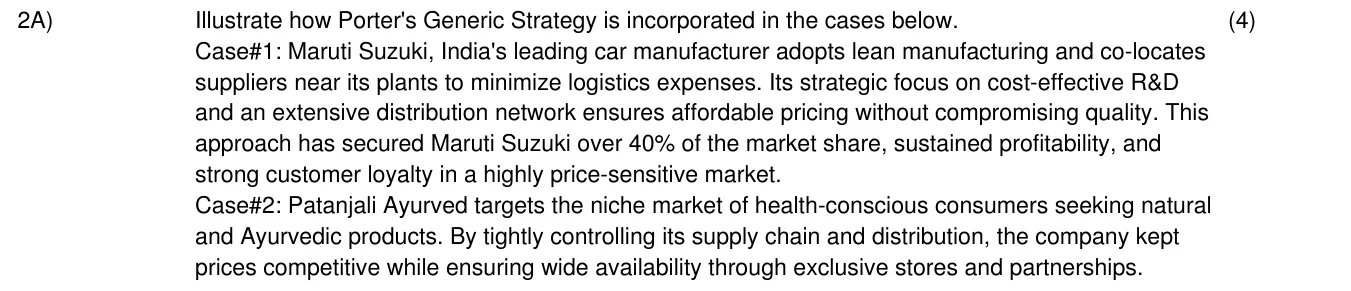 2A) Illustrate how Porter's Generic Strategy is incorporated in the cases below. (4)
Case#1: Maruti Suzuki, India's leading car manufacturer adopts lean manufacturing and co-locates
suppliers near its plants to minimize logistics expenses. Its strategic focus on cost-effective R&D
and an extensive distribution network ensures affordable pricing without compromising quality. This
approach has secured Maruti Suzuki over 40% of the market share, sustained profitability, and
strong customer loyalty in a highly price-sensitive market.
Case#2: Patanjali Ayurved targets the niche market of health-conscious consumers seeking natural
and Ayurvedic products. By tightly controlling its supply chain and distribution, the company kept
prices competitive while ensuring wide availability through exclusive stores and partnerships.